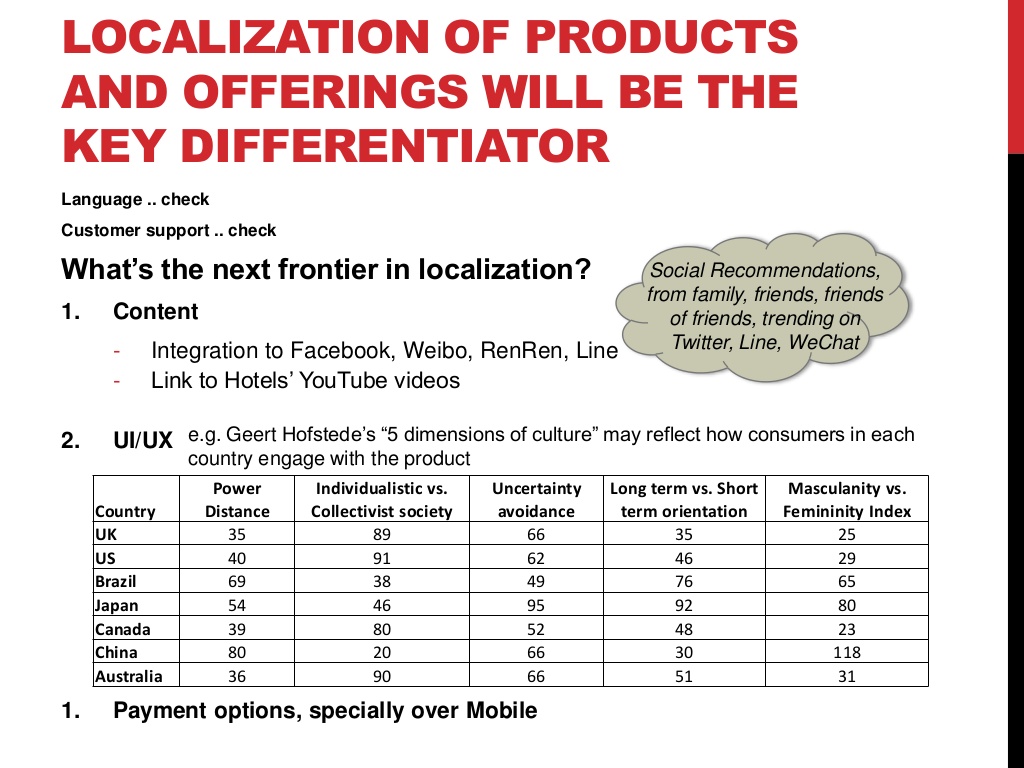 LOCALIZATION OF PRODUCTS
AND OFFERINGS WILL BE THE
KEY DIFFERENTIATOR
Language .. check
Customer support .. check
What’s the next frontier in localization?
Social Recommendations,
from family, friends, friends
of friends, trending on
Twitter, Line, WeChat
1. Content
- Integration to Facebook, Weibo, RenRen, Line
- Link to Hotels’ YouTube videos
2. UI/UX e.g. Geert Hofstede’s “5 dimensions of culture” may reflect how consumers in each
country engage with the product
Power Individualistic vs. Uncertainty Long term vs. Short Masculanity vs.
Country Distance Collectivist society avoidance term orientation Femininity Index
UK 35 89 66 35 25
US 40 91 62 46 29
Brazil 69 38 49 76 65
Japan 54 46 95 92 80
Canada 39 80 52 48 23
China 80 20 66 30 118
Australia 36 90 66 51 31
1. Payment options, specially over Mobile